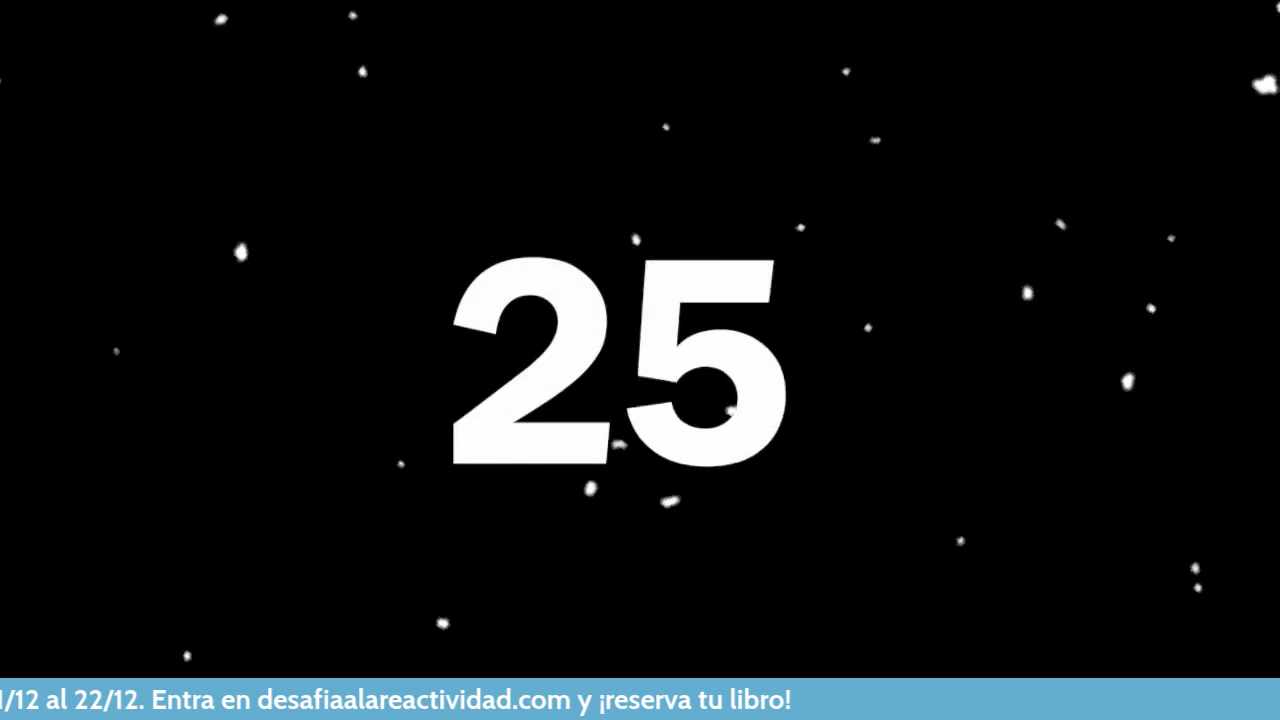 25
/12 al 22/12. Entra en desafiaalareactividad.com y ¡reserva tu libro!